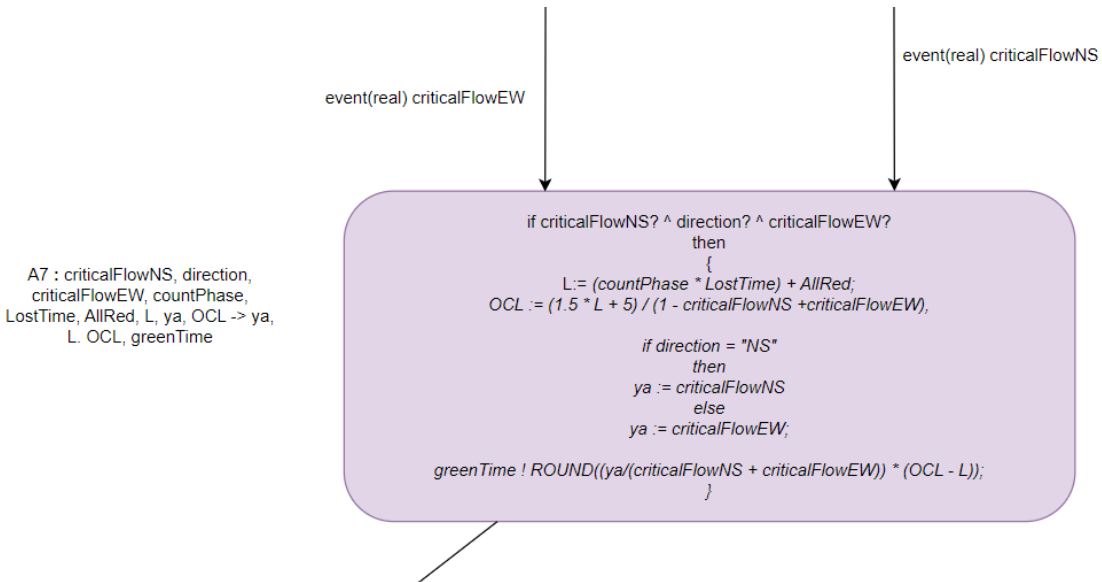 event(real) criticalFlowNS
event(real) criticalFlowEW
if criticalFlowNS? ^ direction? ^ criticalFlowEW?
then
{
L:= (countPhase * LostTime) + AllRed;
OCL := (1.5 * L + 5) / (1 - criticalFlowNS +criticalFlowEW),
if direction = "NS"
then
ya := criticalFlowNS
else
ya := criticalFlowEW;
greenTime ! ROUND((ya/(criticalFlowNS + criticalFlowEW)) * (OCL - L));
}
A7 : criticalFlowNS, direction,
criticalFlowEW, countPhase,
LostTime, AllRed, L, ya, OCL -> ya,
L. OCL, greenTime